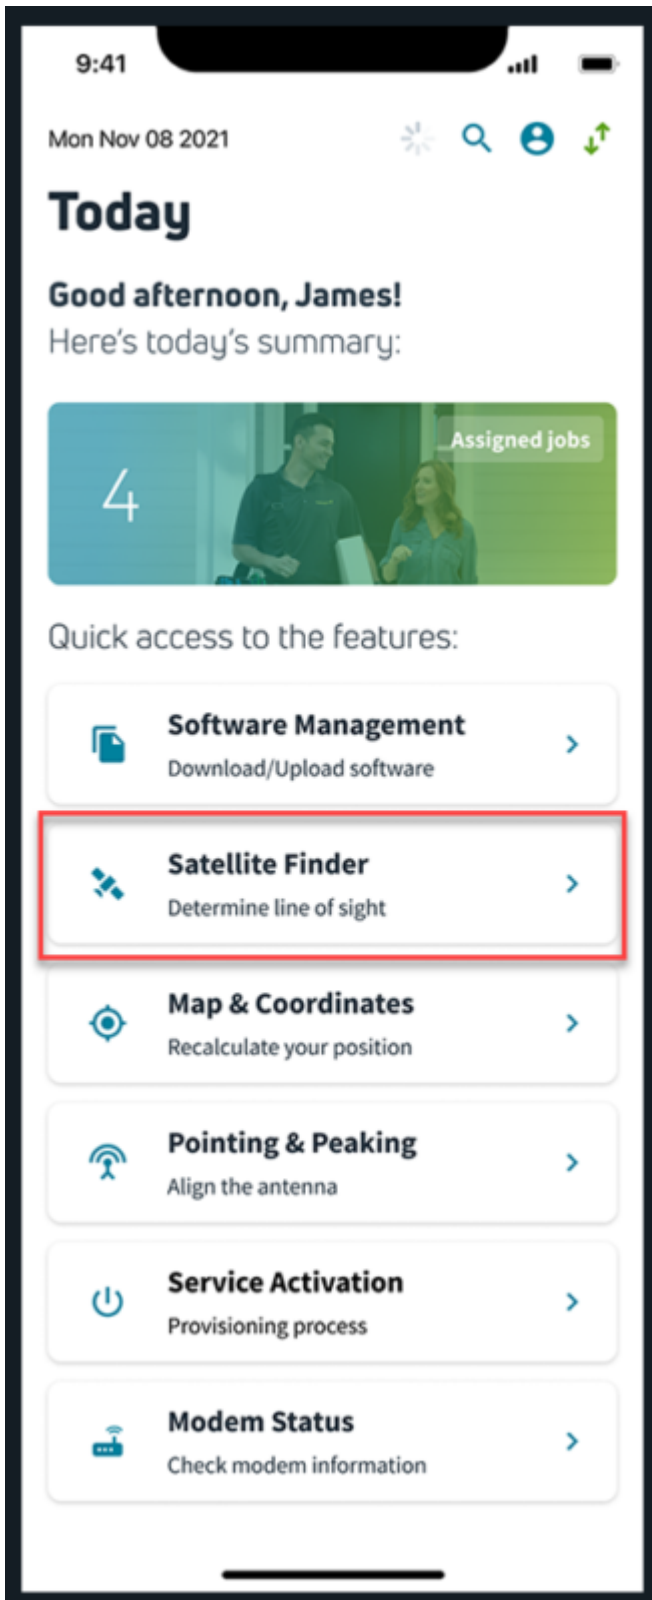 9:41
Mon Nov 08 2021
Today
Good afternoon, James!
Here's today's summary:
Assigned jobs
4
Quick access to the features:
Software Management
Download/Upload software
Satellite Finder
Determine line of sight
Map & Coordinates
Recalculate your position
Pointing & Peaking
Align the antenna
Service Activation
Provisioning process
Modem Status
Check modem information